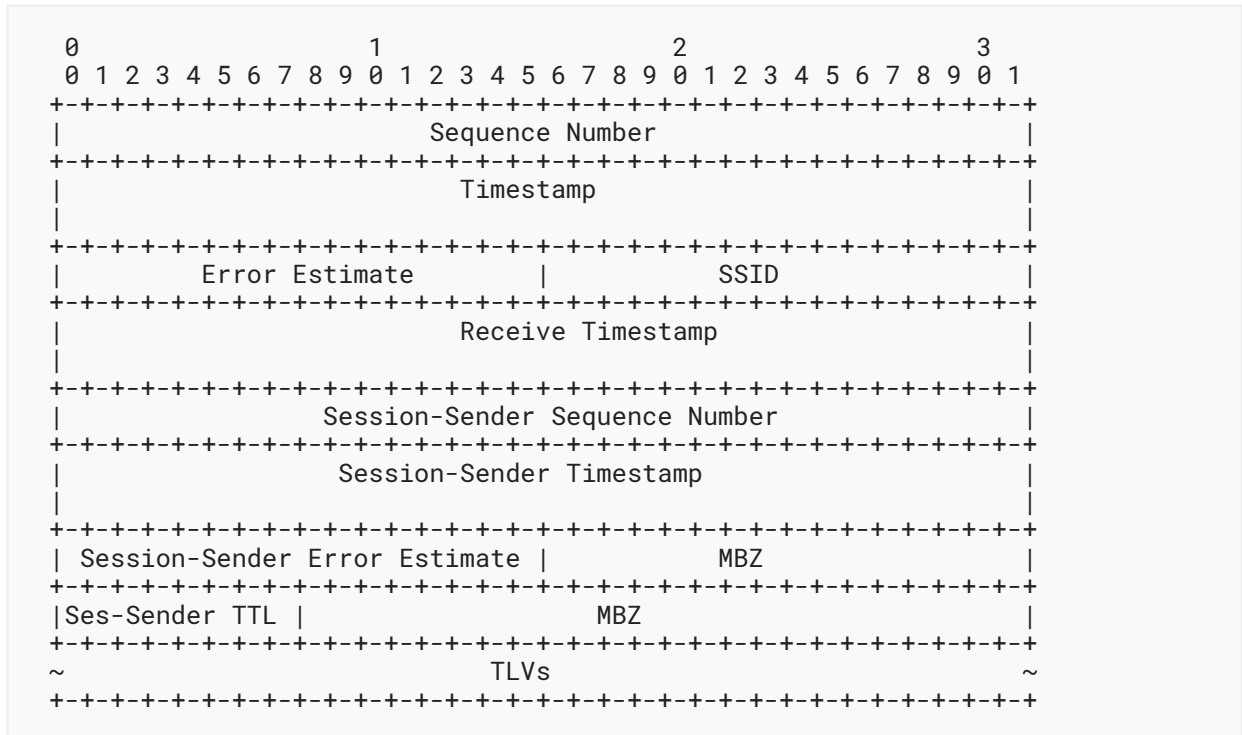 0                   1                   2                   3
 0 1 2 3 4 5 6 7 8 9 0 1 2 3 4 5 6 7 8 9 0 1 2 3 4 5 6 7 8 9 0 1
+-+-+-+-+-+-+-+-+-+-+-+-+-+-+-+-+-+-+-+-+-+-+-+-+-+-+-+-+-+-+-+-+
|                        Sequence Number                        |
+-+-+-+-+-+-+-+-+-+-+-+-+-+-+-+-+-+-+-+-+-+-+-+-+-+-+-+-+-+-+-+-+
|                          Timestamp                            |
|                                                               |
+-+-+-+-+-+-+-+-+-+-+-+-+-+-+-+-+-+-+-+-+-+-+-+-+-+-+-+-+-+-+-+-+
|         Error Estimate        |           SSID                |
+-+-+-+-+-+-+-+-+-+-+-+-+-+-+-+-+-+-+-+-+-+-+-+-+-+-+-+-+-+-+-+-+
|                          Receive Timestamp                    |
|                                                               |
+-+-+-+-+-+-+-+-+-+-+-+-+-+-+-+-+-+-+-+-+-+-+-+-+-+-+-+-+-+-+-+-+
|                 Session-Sender Sequence Number                |
+-+-+-+-+-+-+-+-+-+-+-+-+-+-+-+-+-+-+-+-+-+-+-+-+-+-+-+-+-+-+-+-+
|                  Session-Sender Timestamp                     |
|                                                               |
+-+-+-+-+-+-+-+-+-+-+-+-+-+-+-+-+-+-+-+-+-+-+-+-+-+-+-+-+-+-+-+-+
| Session-Sender Error Estimate |           MBZ                 |
+-+-+-+-+-+-+-+-+-+-+-+-+-+-+-+-+-+-+-+-+-+-+-+-+-+-+-+-+-+-+-+-+
|Ses-Sender TTL |                   MBZ                         |
+-+-+-+-+-+-+-+-+-+-+-+-+-+-+-+-+-+-+-+-+-+-+-+-+-+-+-+-+-+-+-+-+
~                            TLVs                               ~
+-+-+-+-+-+-+-+-+-+-+-+-+-+-+-+-+-+-+-+-+-+-+-+-+-+-+-+-+-+-+-+-+